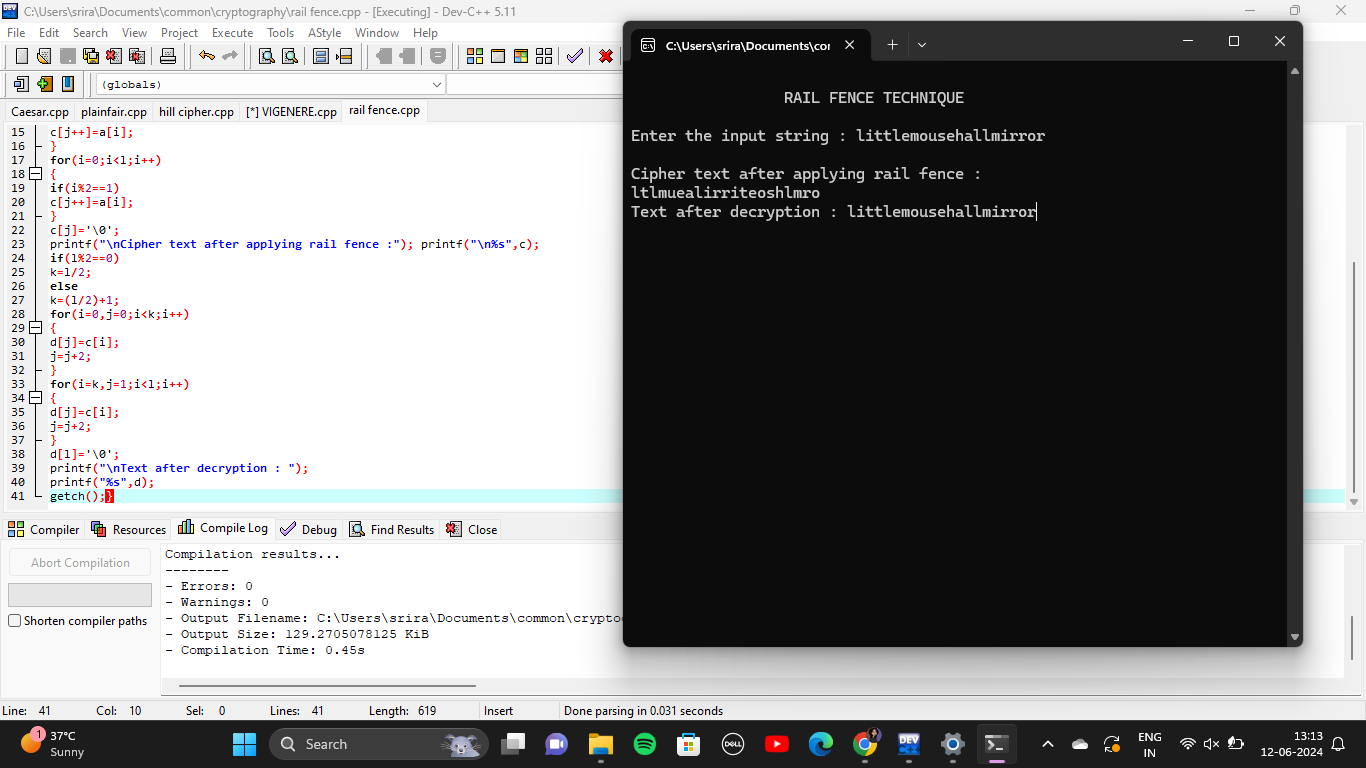 C:\Users\srira\Documents\common\cryptography\rail fence.cpp - [Executing] - Dev-C++ 5.11
File Edit Search View Project Execute Tools AStyle Window Help
(globals)
Caesar.cpp plainfair.cpp hill cipher.cpp [*] VIGENERE.cpp rail fence.cpp
15 c[j++]=a[i];
16 }
17 for(i=0;i<l;i++)
18 {
19 if(i%2==1)
20 c[j++]=a[i];
21 }
22 c[j]='\0';
23 printf("\nCipher text after applying rail fence :"); printf("\n%s",c);
24 if(l%2==0)
25 k=l/2;
26 else
27 k=(l/2)+1;
28 for(i=0,j=0;i<k;i++)
29 {
30 d[j]=c[i];
31 j=j+2;
32 }
33 for(i=k,j=1;i<l;i++)
34 {
35 d[j]=c[i];
36 j=j+2;
37 }
38 d[l]='\0';
39 printf("\nText after decryption : ");
40 printf("%s",d);
41 getch();}
C:\Users\srira\Documents\cor
RAIL FENCE TECHNIQUE
Enter the input string : littlemousehallmirror
Cipher text after applying rail fence :
ltlmuealirriteoshlmro
Text after decryption : littlemousehallmirror
Compiler Resources Compile Log Debug Find Results Close
Abort Compilation
Shorten compiler paths
Compilation results...
--------
- Errors: 0
- Warnings: 0
- Output Filename: C:\Users\srira\Documents\common\crypto
- Output Size: 129.2705078125 KiB
- Compilation Time: 0.45s
Line: 41 Col: 10 Sel: 0 Lines: 41 Length: 619 Insert Done parsing in 0.031 seconds
1
37°C
Sunny
Search
DELL
DEV
ENG
IN
13:13
12-06-2024